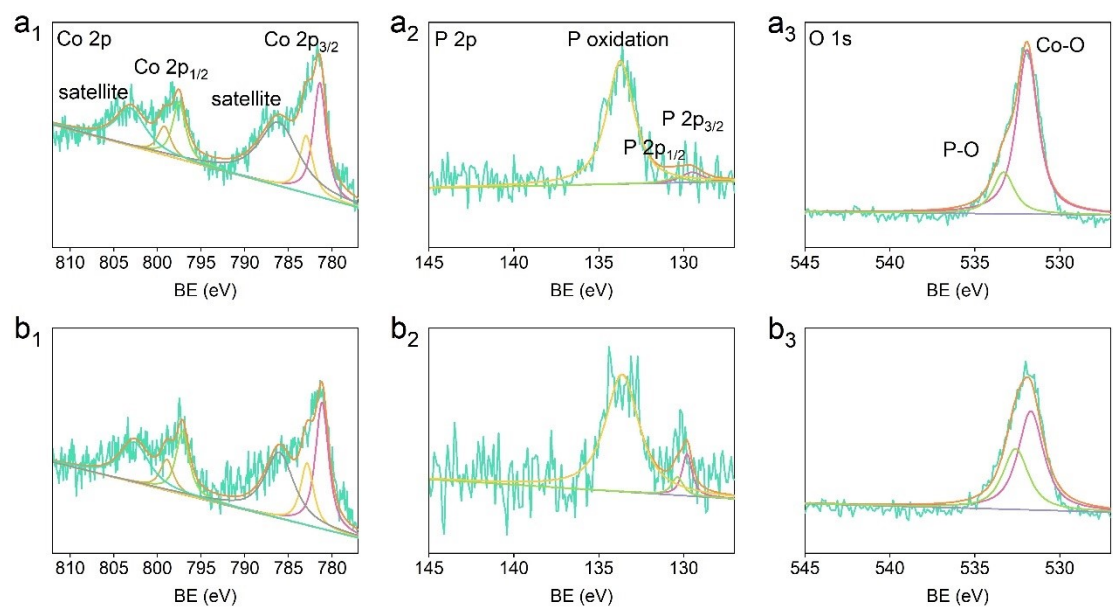 a1
Co 2p
Co 2p3/2
Co 2p1/2
satellite
satellite
810 805 800 795 790 785 780
BE (eV)
a2
P 2p
P oxidation
P 2p3/2
P 2p1/2
145 140 135 130
BE (eV)
a3
O 1s
Co-O
P-O
545 540 535 530
BE (eV)
b1
810 805 800 795 790 785 780
BE (eV)
b2
145 140 135 130
BE (eV)
b3
545 540 535 530
BE (eV)